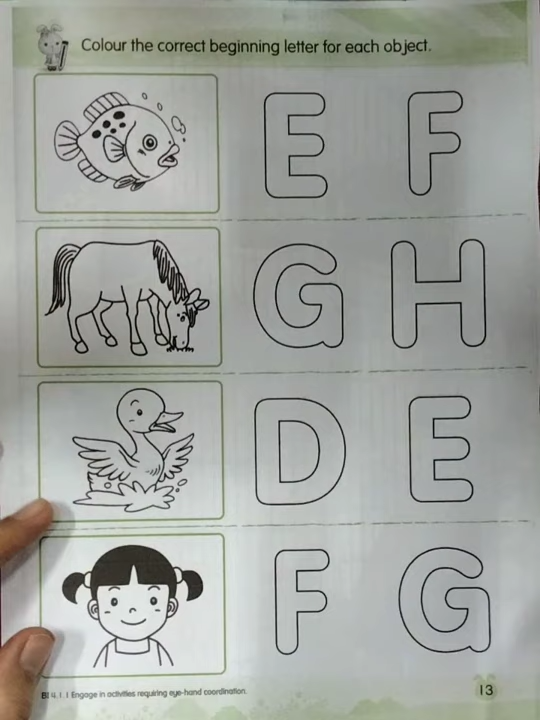 Colour the correct beginning letter for each object.
E F
G H
D E
F G
BI 4.1.1 Engage in activities requiring eye-hand coordination.
13